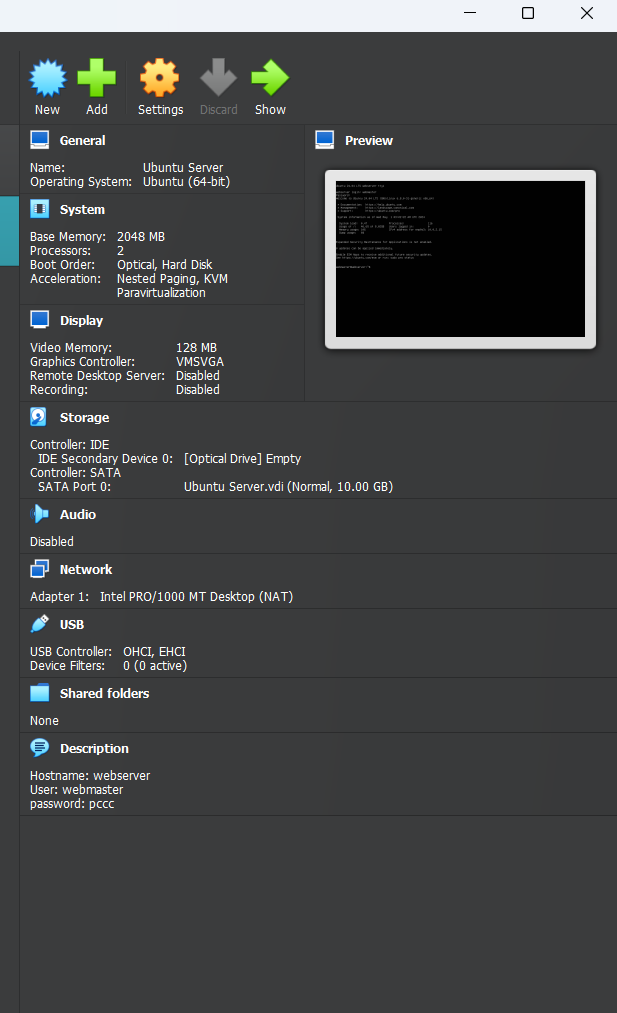 New
Add
Settings
Discard
Show
General
Name: Ubuntu Server
Operating System: Ubuntu (64-bit)
Preview
System
Base Memory: 2048 MB
Processors: 2
Boot Order: Optical, Hard Disk
Acceleration: Nested Paging, KVM
Paravirtualization
Display
Video Memory: 128 MB
Graphics Controller: VMSVGA
Remote Desktop Server: Disabled
Recording: Disabled
Storage
Controller: IDE
IDE Secondary Device 0: [Optical Drive] Empty
Controller: SATA
SATA Port 0: Ubuntu Server.vdi (Normal, 10.00 GB)
Audio
Disabled
Network
Adapter 1: Intel PRO/1000 MT Desktop (NAT)
USB
USB Controller: OHCI, EHCI
Device Filters: 0 (0 active)
Shared folders
None
Description
Hostname: webserver
User: webmaster
password: pccc